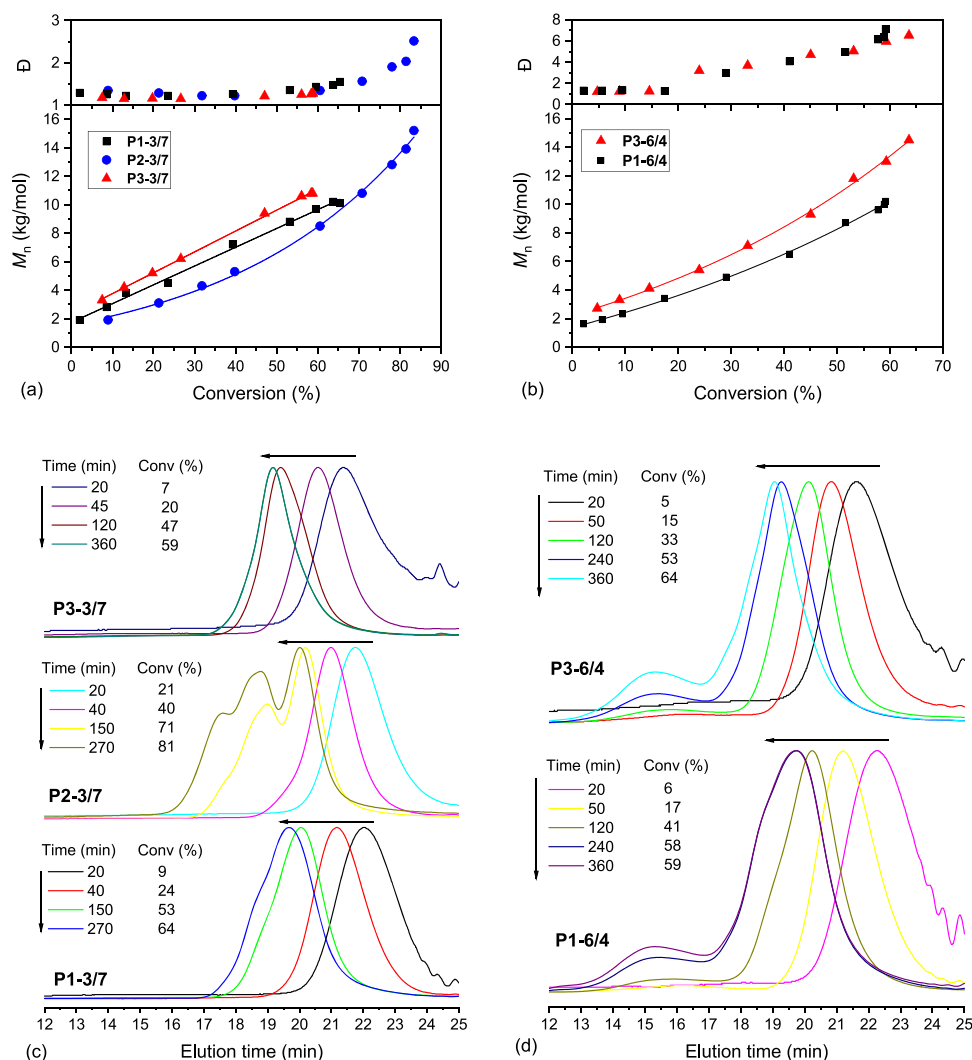 Đ
3
2
1
P1-3/7
P2-3/7
P3-3/7
Mn (kg/mol)
16
14
12
10
8
6
4
2
0
0 10 20 30 40 50 60 70 80 90
Conversion (%)
(a)
Đ
8
6
4
2
0
P3-6/4
P1-6/4
Mn (kg/mol)
16
14
12
10
8
6
4
2
0
0 10 20 30 40 50 60 70
Conversion (%)
(b)
Time (min) Conv (%)
20 7
45 20
120 47
360 59
P3-3/7
Time (min) Conv (%)
20 21
40 40
150 71
270 81
P2-3/7
Time (min) Conv (%)
20 9
40 24
150 53
270 64
P1-3/7
12 13 14 15 16 17 18 19 20 21 22 23 24 25
Elution time (min)
(c)
Time (min) Conv (%)
20 5
50 15
120 33
240 53
360 64
P3-6/4
Time (min) Conv (%)
20 6
50 17
120 41
240 58
360 59
P1-6/4
12 13 14 15 16 17 18 19 20 21 22 23 24 25
Elution time (min)
(d)